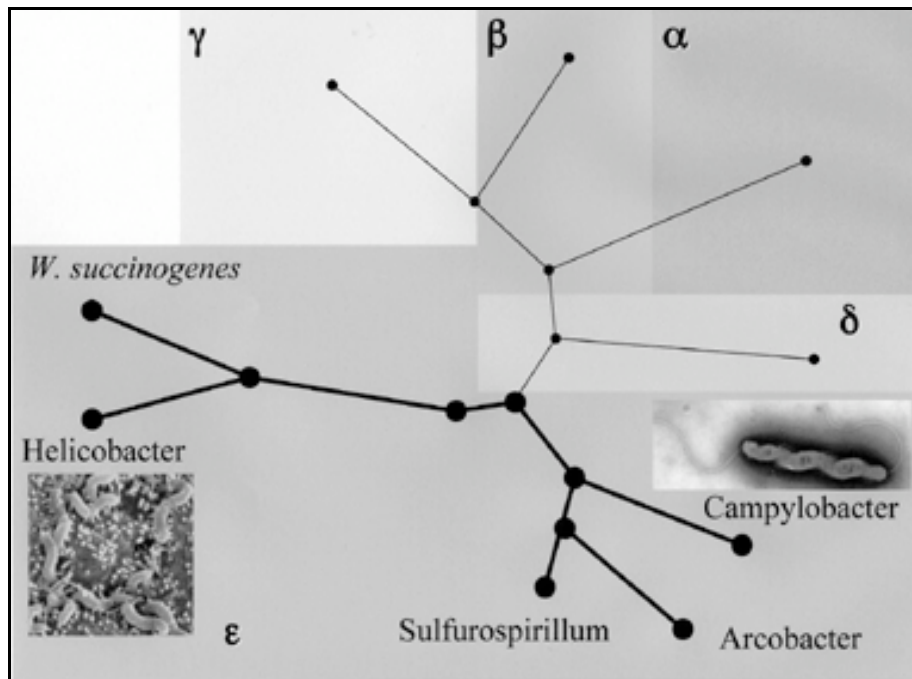 γ
β
α
W. succinogenes
δ
Helicobacter
Campylobacter
Sulfurospirillum
Arcobacter
ε